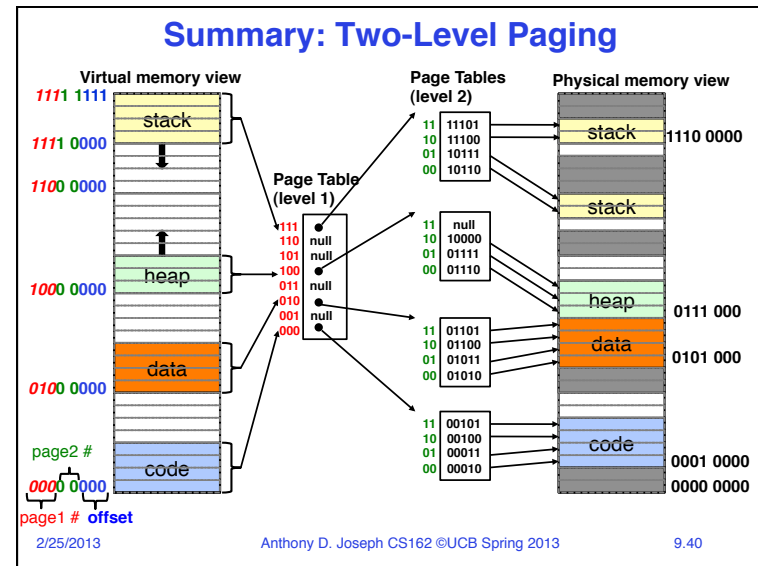 Summary: Two-Level Paging
Virtual memory view
1111 1111
stack
1111 0000
1100 0000
heap
1000 0000
data
0100 0000
page2 #
code
0000 0000
page1 # offset
Page Table
(level 1)
111
110 null
101 null
100
011 null
010
001 null
000
Page Tables
(level 2)
11 11101
10 11100
01 10111
00 10110
11 null
10 10000
01 01111
00 01110
11 01101
10 01100
01 01011
00 01010
11 00101
10 00100
01 00011
00 00010
Physical memory view
stack
1110 0000
stack
heap
0111 000
data
0101 000
code
0001 0000
0000 0000
2/25/2013
Anthony D. Joseph CS162 ©UCB Spring 2013
9.40